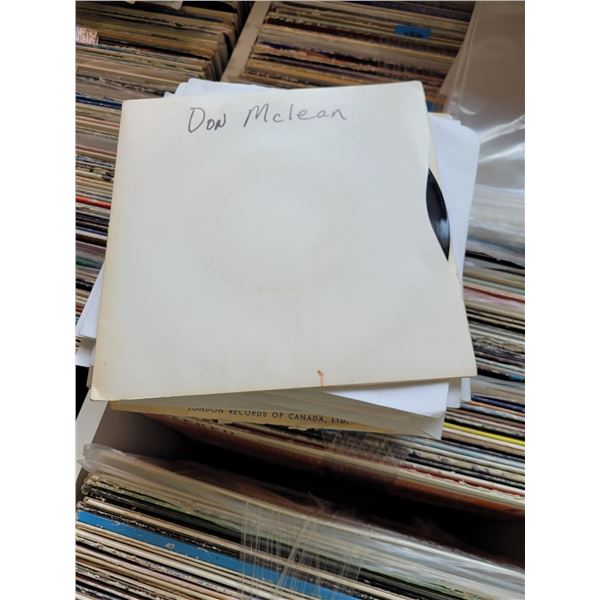 Don Mclean
LONDON RECORDS OF CANADA, LTD.